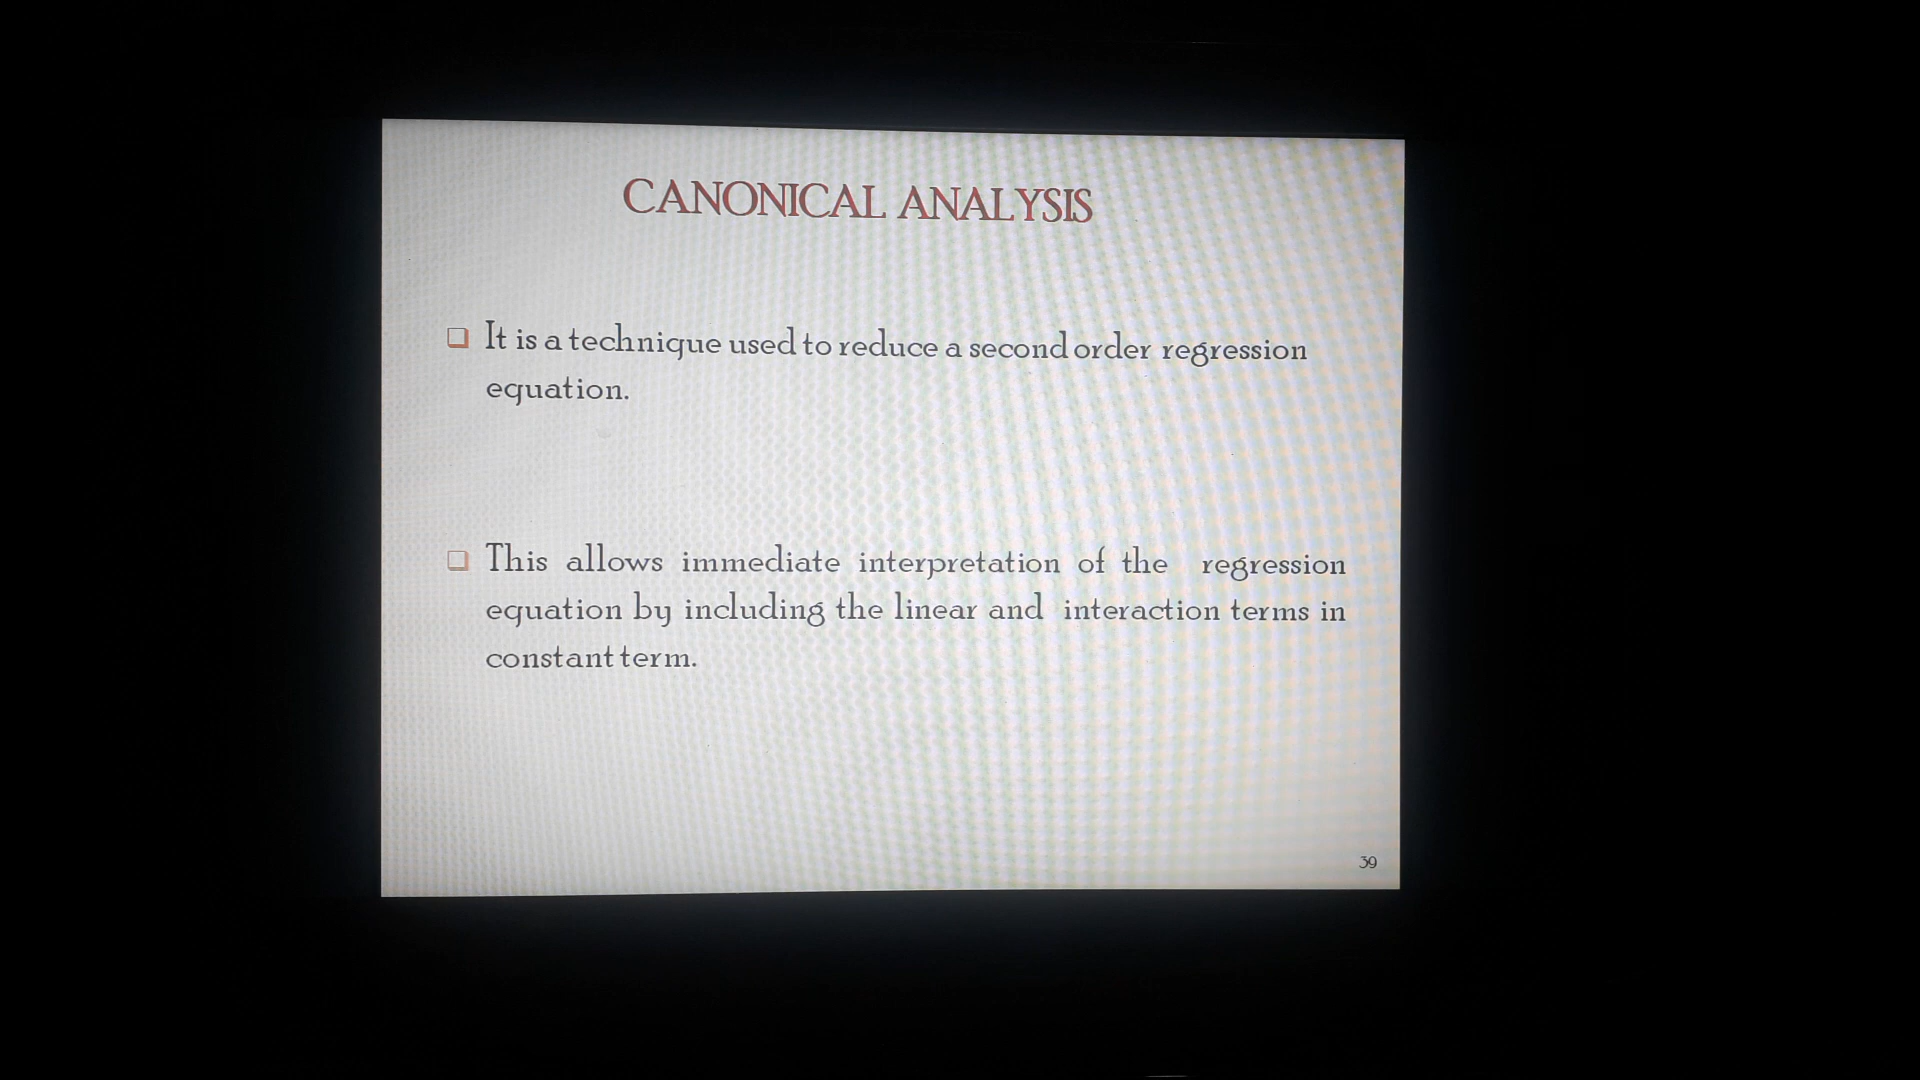 CANONICAL ANALYSIS
It is a technique used to reduce a second order regression
equation.
This allows immediate interpretation of the regression
equation by including the linear and interaction terms in
constant term.
39